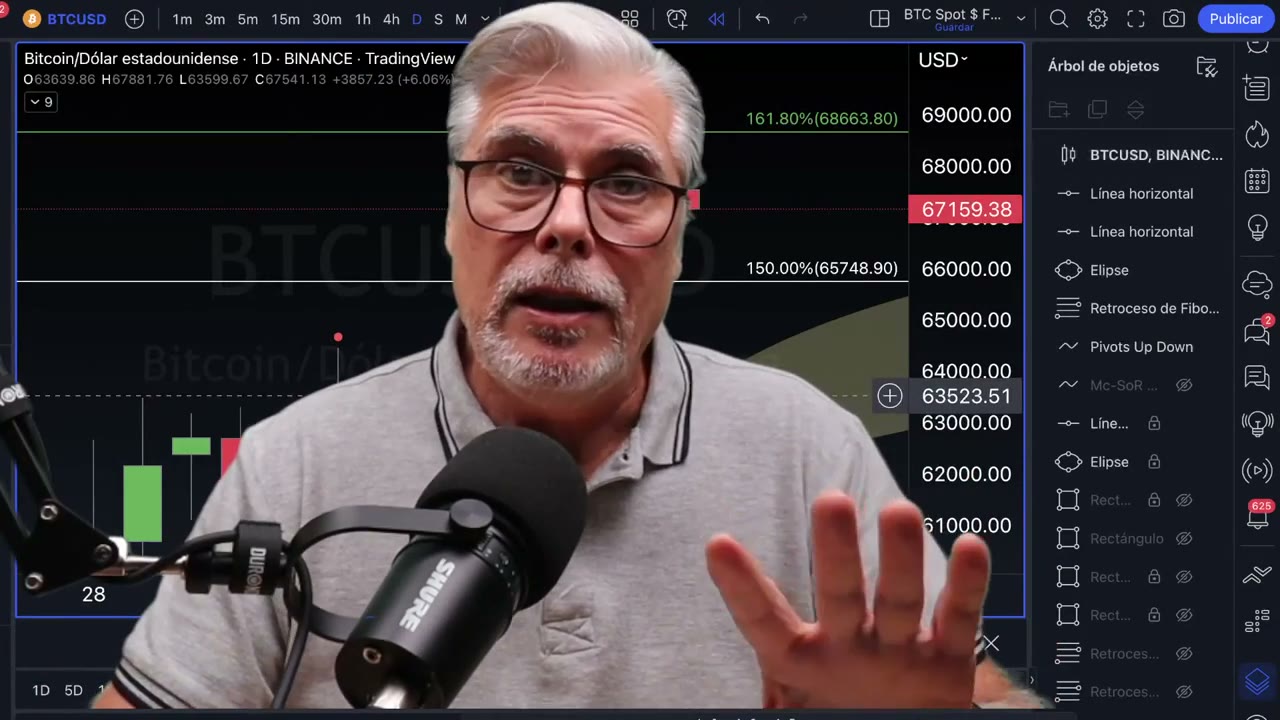 2
BTCUSD
1m 3m 5m 15m 30m 1h 4h D S M
BTC Spot $ F...
Guardar
Publicar
Bitcoin/Dólar estadounidense · 1D · BINANCE · TradingView
O63639.86 H67881.76 L63599.67 C67541.13 +3857.23 (+6.06%)
9
USD
161.80%(68663.80)
150.00%(65748.90)
BTCU
D
Bitcoin/Dól
69000.00
68000.00
67159.38
66000.00
65000.00
64000.00
63523.51
63000.00
62000.00
61000.00
28
1D 5D
Árbol de objetos
BTCUSD, BINANC...
Línea horizontal
Línea horizontal
Elipse
Retroceso de Fibo...
Pivots Up Down
Mc-SoR ...
Líne...
Elipse
Rect...
Rectángulo
Rect...
Rect...
Retroces...
Retroces...
2
625
SHURE